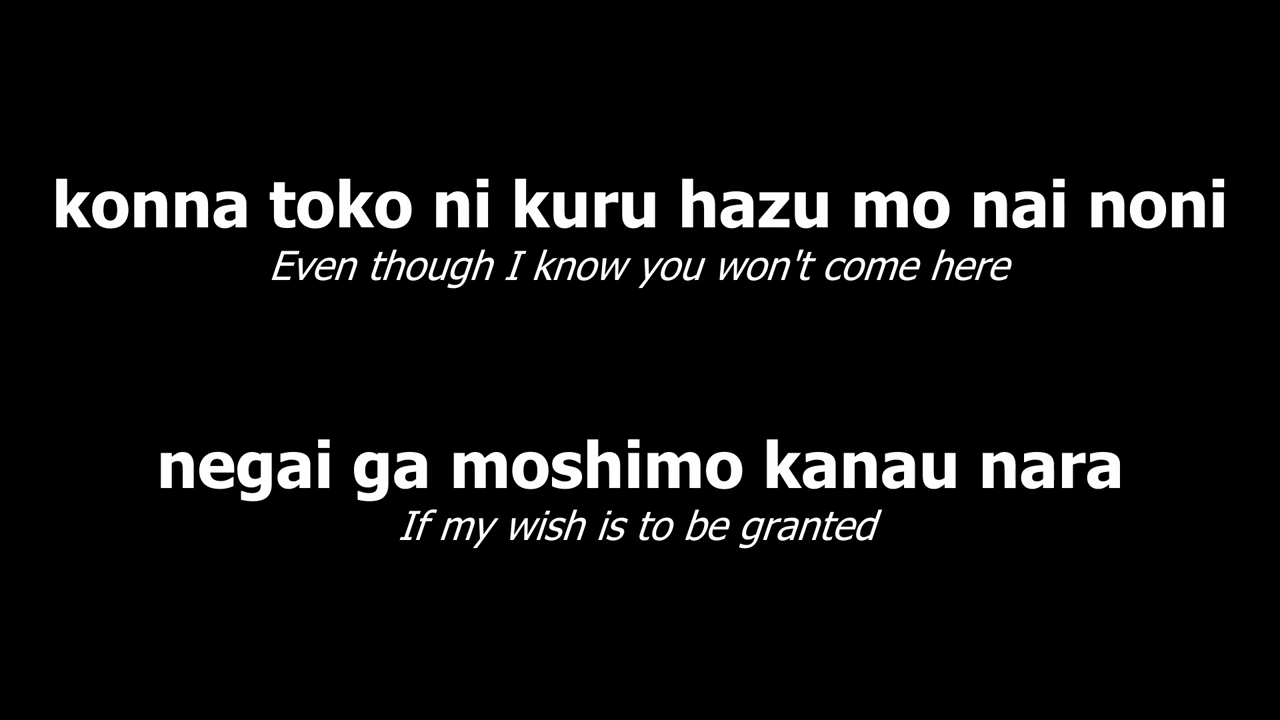 konna toko ni kuru hazu mo nai noni
Even though I know you won't come here
negai ga moshimo kanau nara
If my wish is to be granted